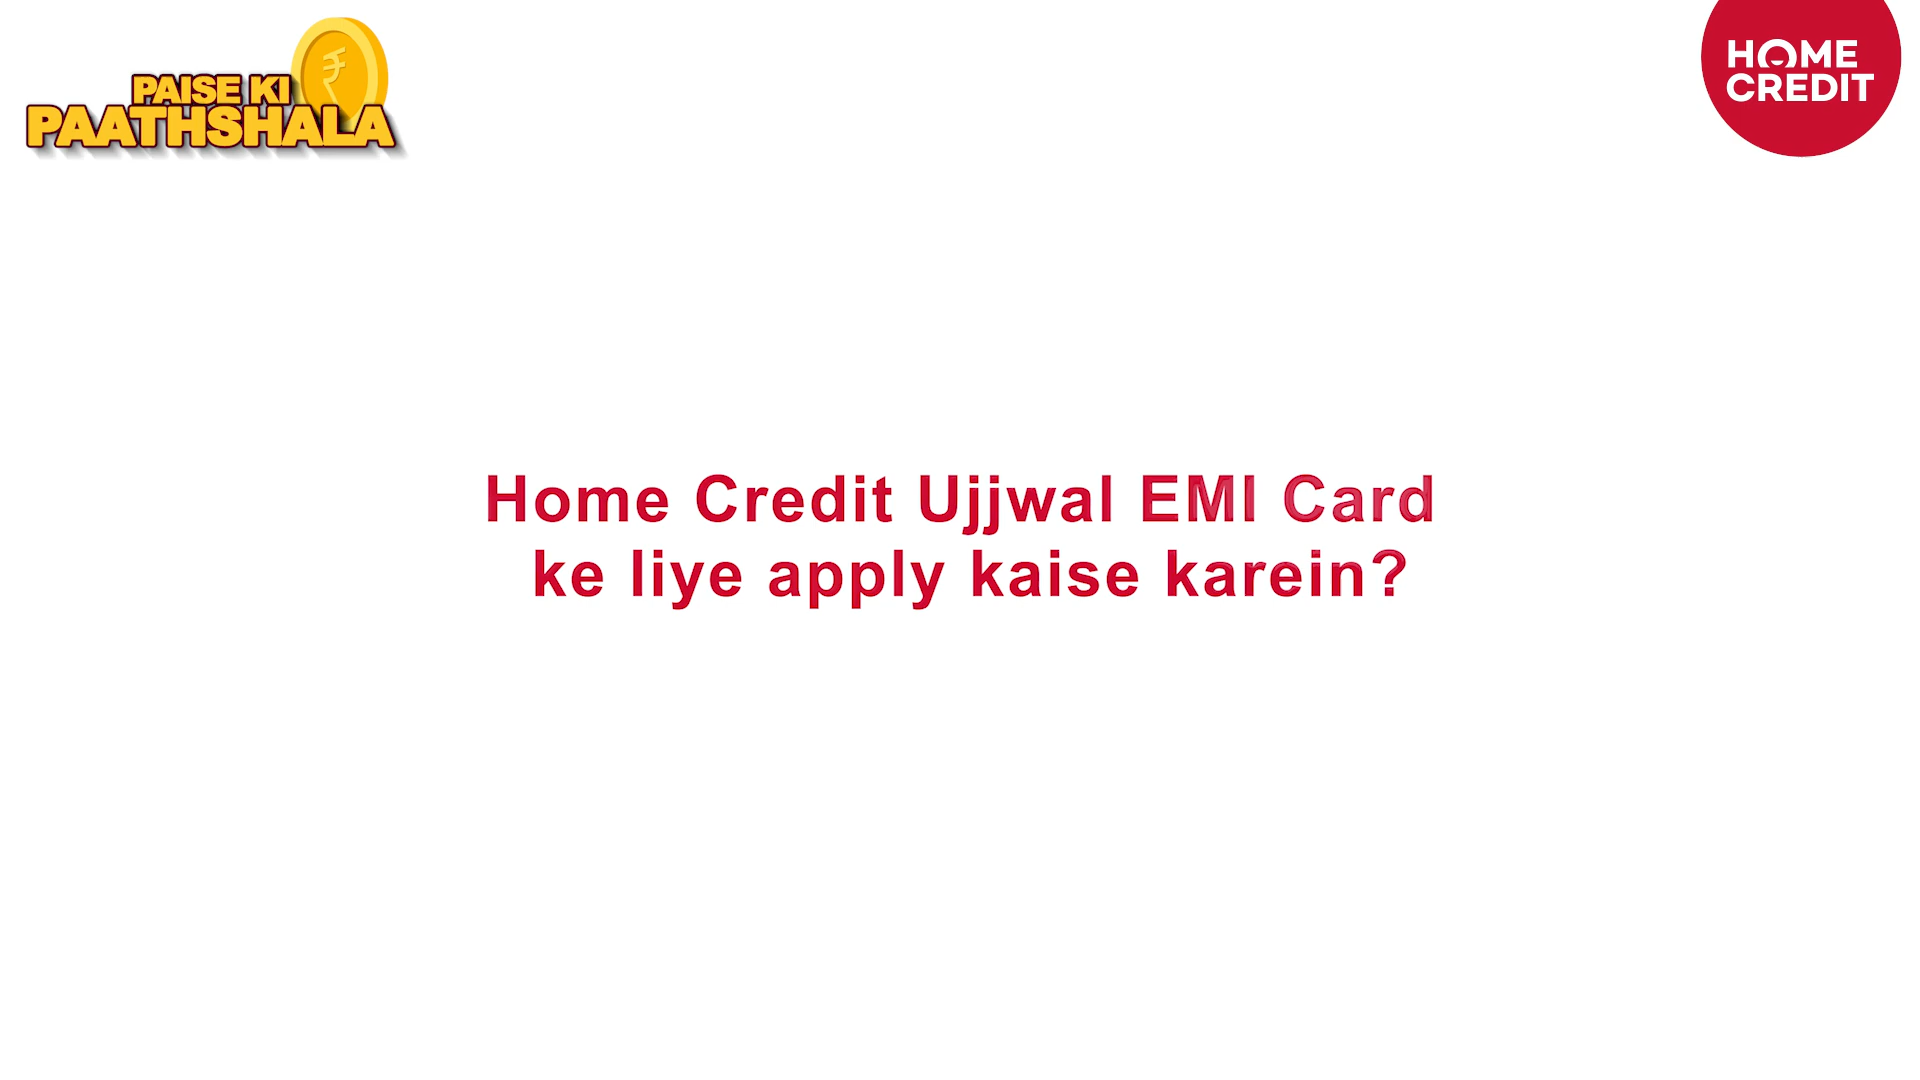 PAISE KI
PAATHSHALA
HOME
CREDIT
Home Credit Ujjwal EMI Card
ke liye apply kaise karein?